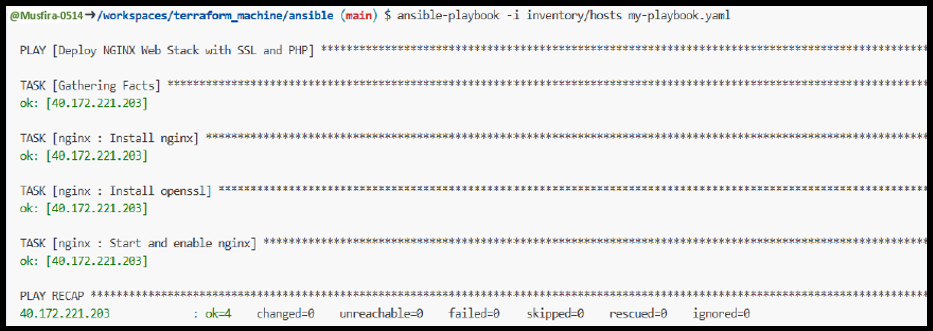 @Musfira-0514 → /workspaces/terraform_machine/ansible (main) $ ansible-playbook -i inventory/hosts my-playbook.yaml
PLAY [Deploy NGINX Web Stack with SSL and PHP] ***********************************************************************************************
TASK [Gathering Facts] **********************************************************************************************************************
ok: [40.172.221.203]
TASK [nginx : Install nginx] ****************************************************************************************************************
ok: [40.172.221.203]
TASK [nginx : Install openssl] **************************************************************************************************************
ok: [40.172.221.203]
TASK [nginx : Start and enable nginx] *******************************************************************************************************
ok: [40.172.221.203]
PLAY RECAP **********************************************************************************************************************************
40.172.221.203 : ok=4 changed=0 unreachable=0 failed=0 skipped=0 rescued=0 ignored=0